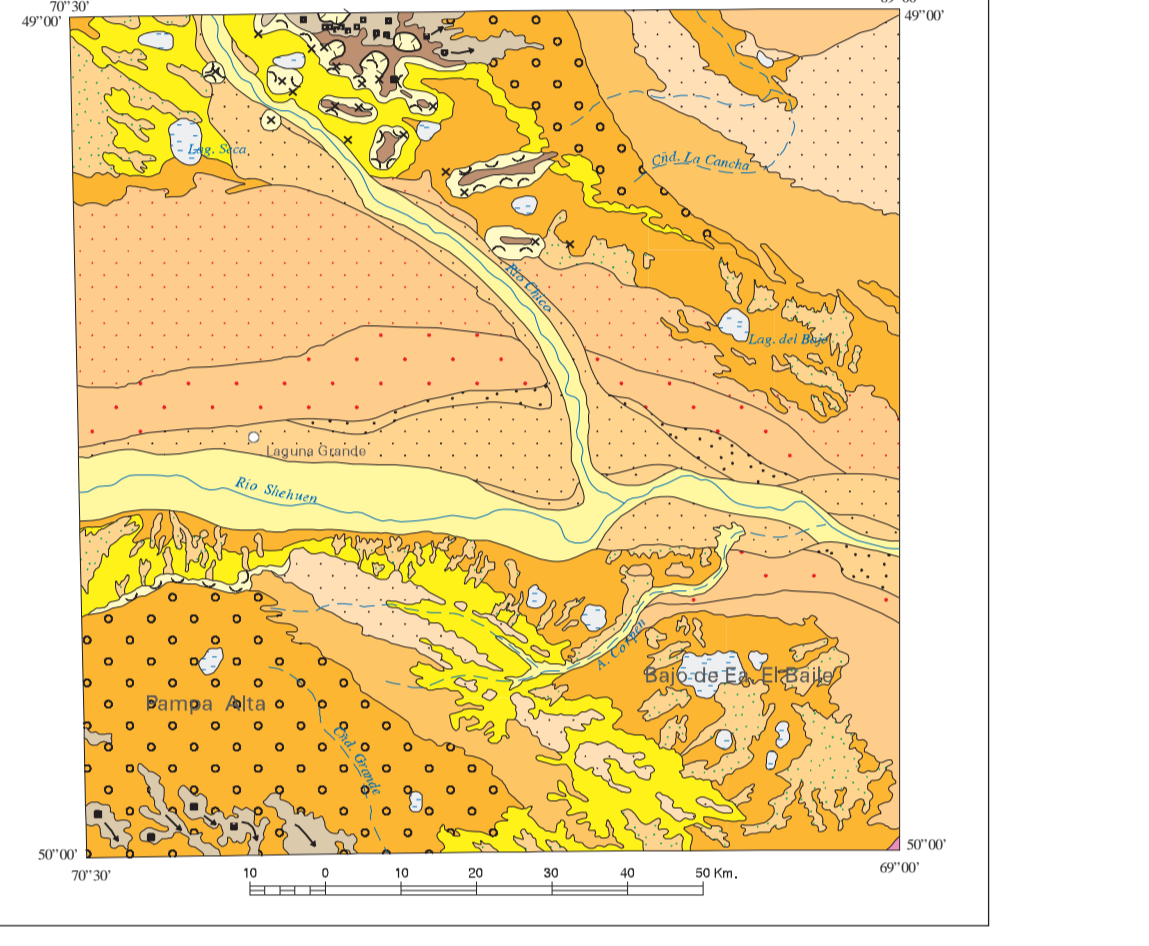 70°30'
49°00'
49°00'
Lag. Seca
Cñd. La Cancha
Río Chico
Lag. del Bajo
Laguna Grande
Río Shehuen
A. Corpen
Bajo de Ea. El Baile
Pampa Alta
Cñd. Grande
50°00'
50°00'
70°30'
69°00'
10 0 10 20 30 40 50 Km.